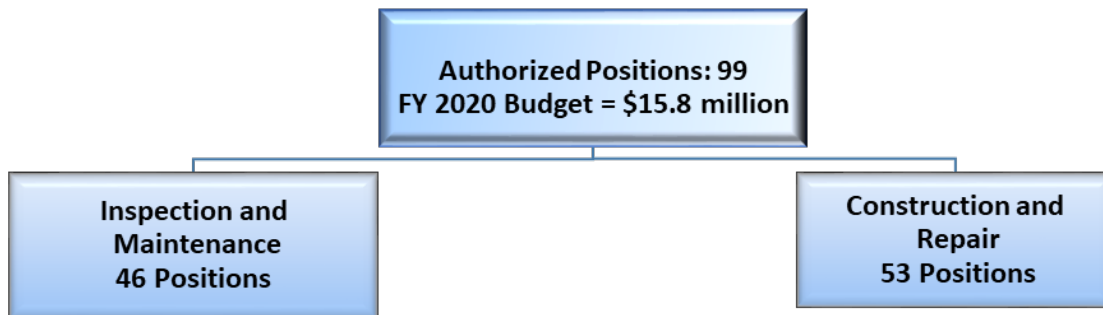 Authorized Positions: 99
FY 2020 Budget = $15.8 million
Inspection and
Maintenance
46 Positions
Construction and
Repair
53 Positions